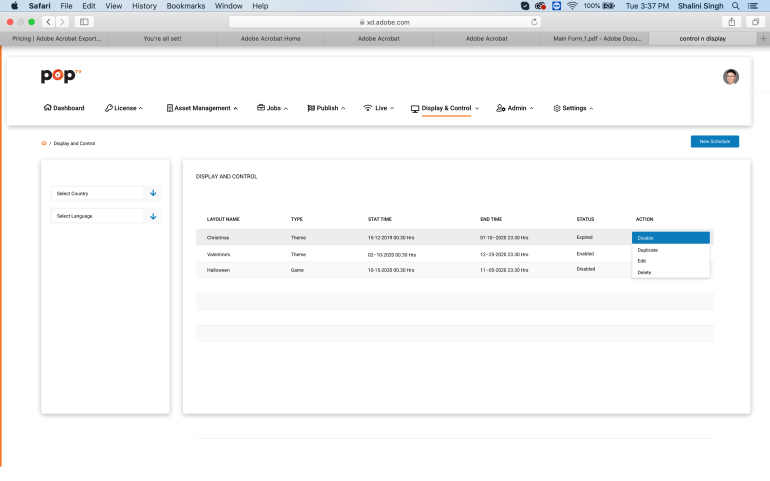 Safari File Edit View History Bookmarks Window Help 100% Tue 3:37 PM Shalini Singh
xd.adobe.com
Pricing | Adobe Acrobat Export... You're all set! Adobe Acrobat Home Adobe Acrobat Adobe Acrobat Main Form_1.pdf - Adobe Docu... control n display
pop TV
Dashboard License Asset Management Jobs Publish Live Display & Control Admin Settings
/ Display and Control New Schedule
DISPLAY AND CONTROL
Select Country
Select Language
LAYOUT NAME TYPE STAT TIME END TIME STATUS ACTION
Christmas Theme 15-12-2019 00.30 Hrs 01-10-2020 23.30 Hrs Expired Disable
Valentine's Theme 02-10-2020 00.30 Hrs 12-25-2020 23.30 Hrs Enabled Duplicate
Edit
Halloween Game 10-15-2020 00.30 Hrs 11-05-2020 23.30 Hrs Disabled Delete